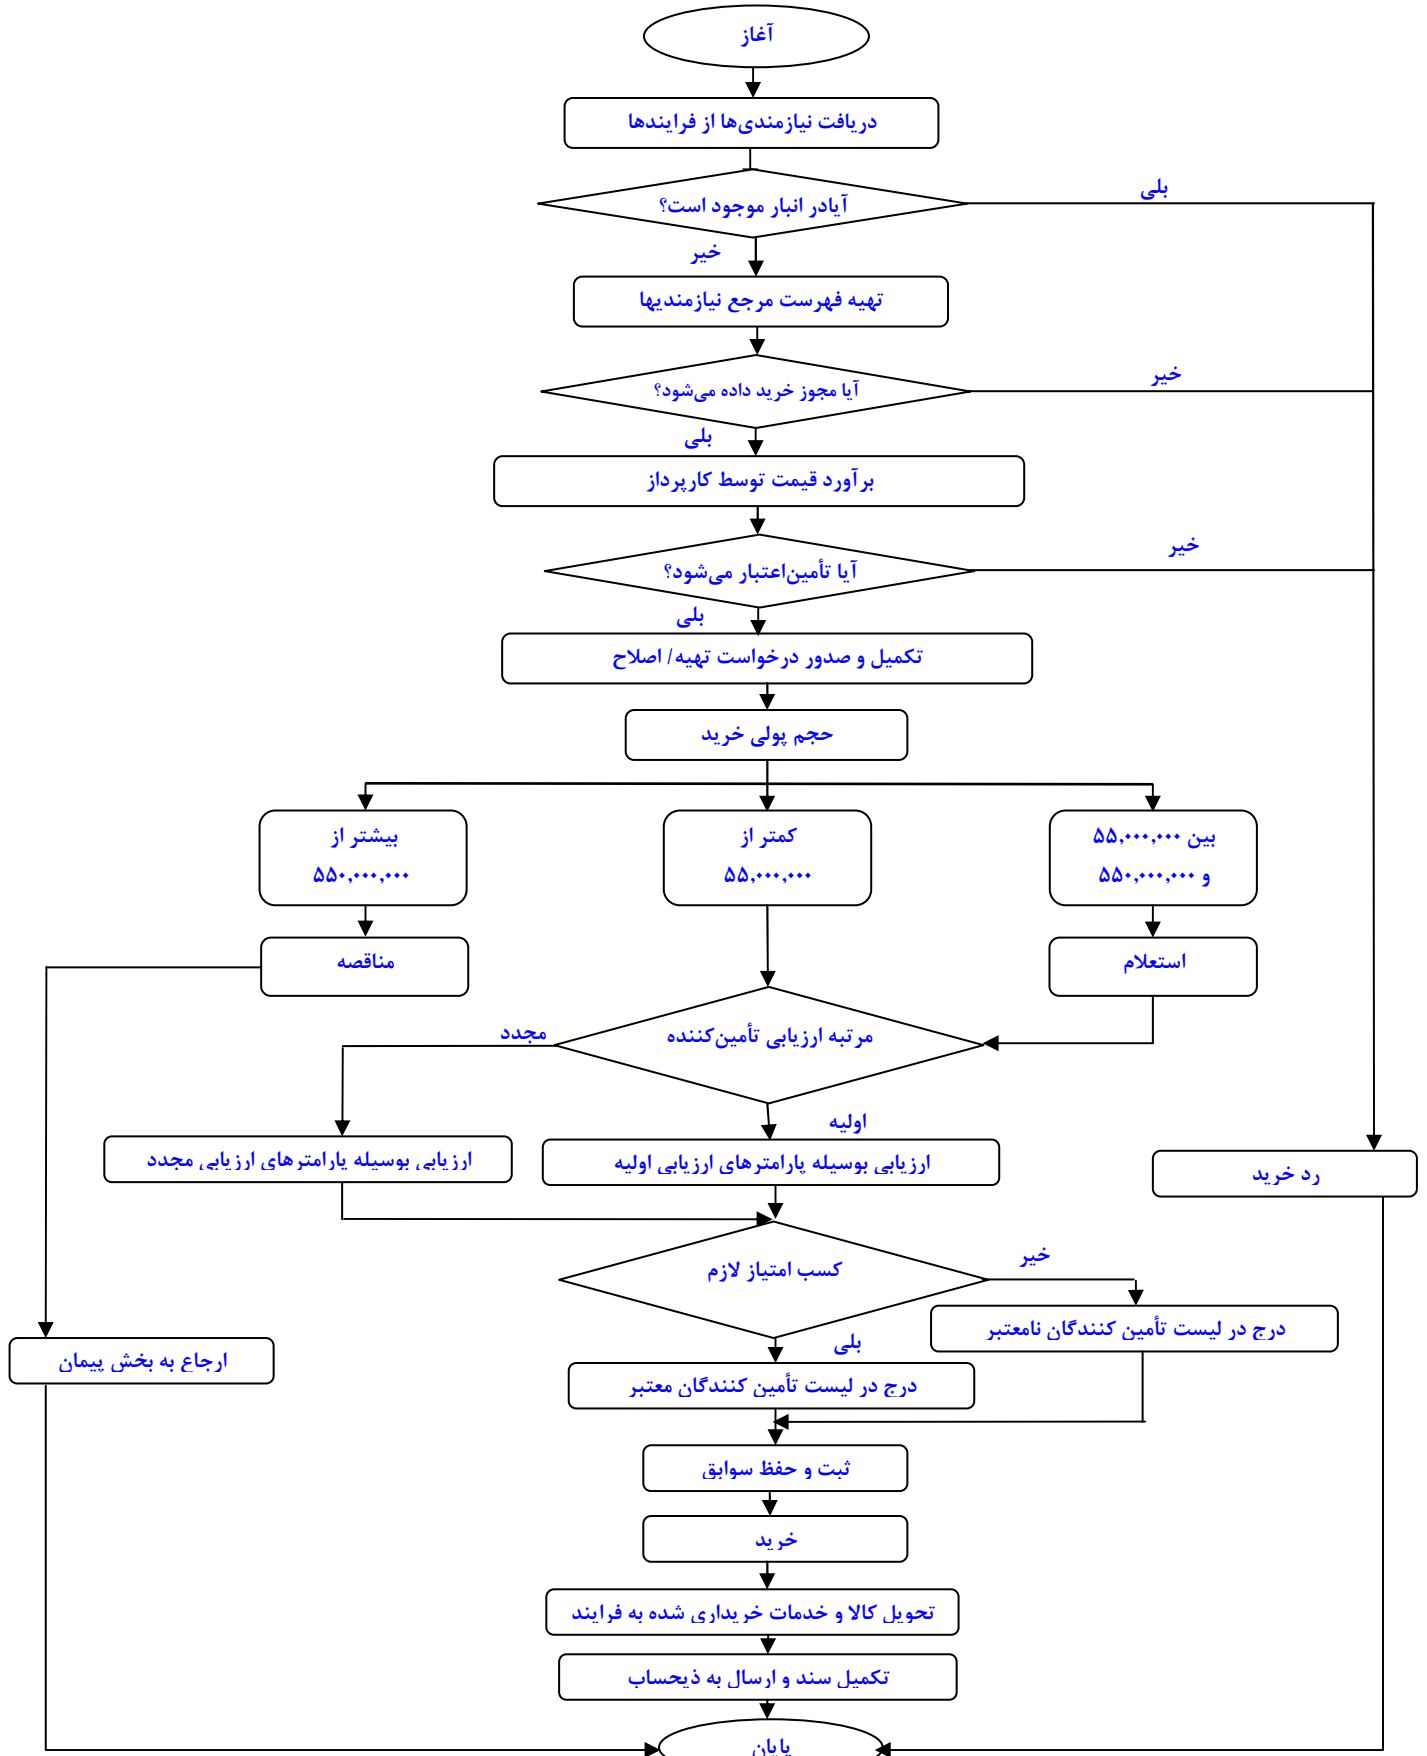 آغاز
دریافت نیازمندی‌ها از فرایندها
آیادر انبار موجود است؟
بلی
خیر
تهیه فهرست مرجع نیازمندیها
آیا مجوز خرید داده می‌شود؟
خیر
بلی
برآورد قیمت توسط کارپرداز
آیا تأمین‌اعتبار می‌شود؟
خیر
بلی
تکمیل و صدور درخواست تهیه/ اصلاح
حجم پولی خرید
بین ۵۵,۰۰۰,۰۰۰
و ۵۵۰,۰۰۰,۰۰۰
کمتر از
۵۵,۰۰۰,۰۰۰
بیشتر از
۵۵۰,۰۰۰,۰۰۰
استعلام
مناقصه
مرتبه ارزیابی تأمین‌کننده
مجدد
اولیه
رد خرید
ارزیابی بوسیله پارامترهای ارزیابی اولیه
ارزیابی بوسیله پارامترهای ارزیابی مجدد
کسب امتیاز لازم
خیر
بلی
درج در لیست تأمین کنندگان نامعتبر
ارجاع به بخش پیمان
درج در لیست تأمین کنندگان معتبر
ثبت و حفظ سوابق
خرید
تحویل کالا و خدمات خریداری شده به فرایند
تکمیل سند و ارسال به ذیحساب
پایان